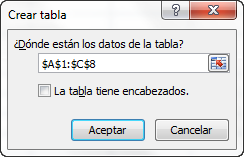 Crear tabla
¿Dónde están los datos de la tabla?
$A$1:$C$8
La tabla tiene encabezados.
Aceptar
Cancelar